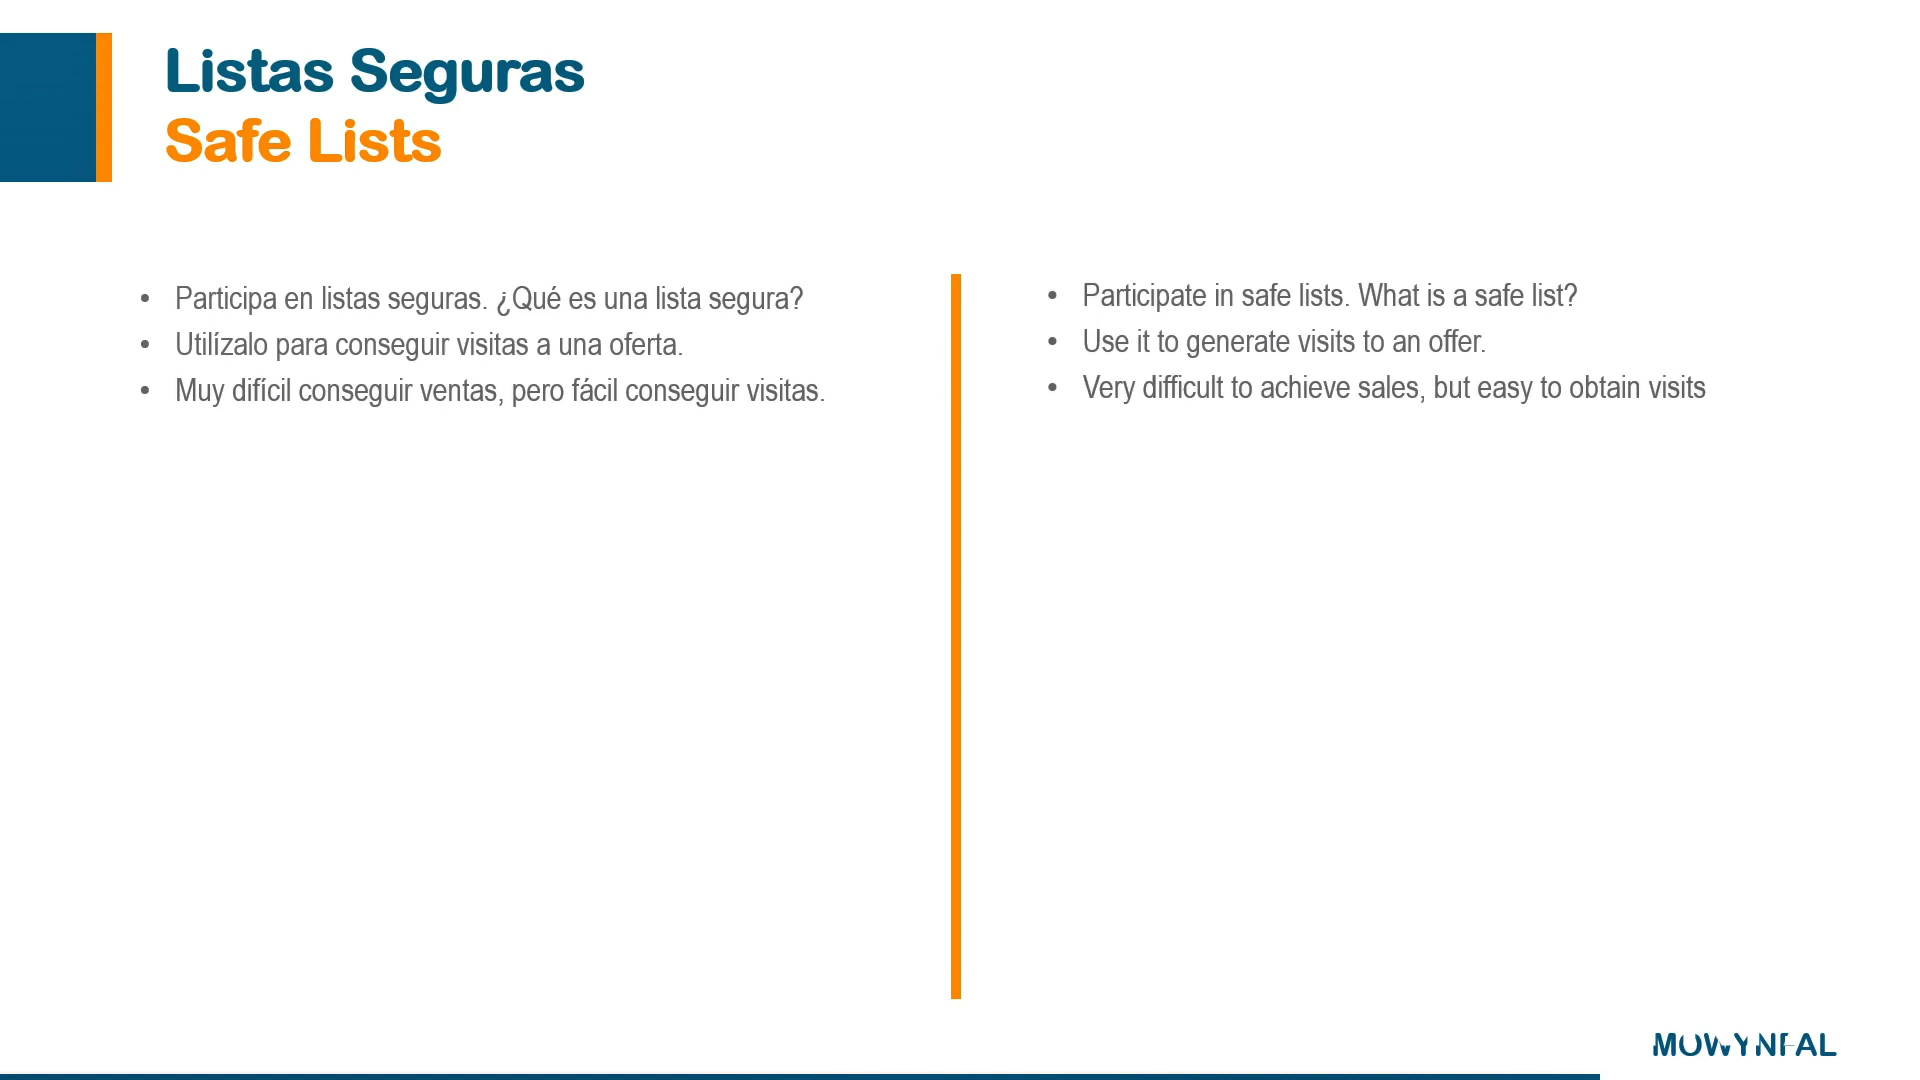 Listas Seguras
Safe Lists
• Participa en listas seguras. ¿Qué es una lista segura?
• Utilízalo para conseguir visitas a una oferta.
• Muy difícil conseguir ventas, pero fácil conseguir visitas.
• Participate in safe lists. What is a safe list?
• Use it to generate visits to an offer.
• Very difficult to achieve sales, but easy to obtain visits